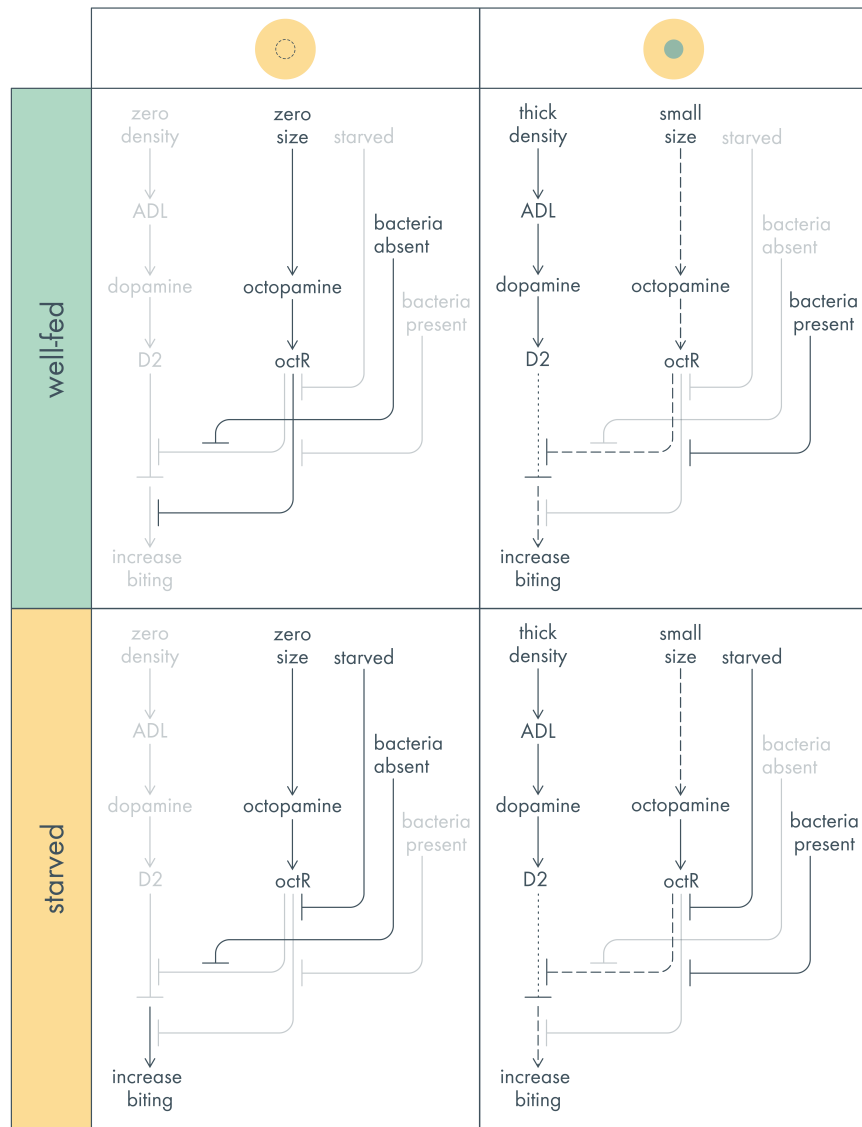 well-fed
zero
density
zero
size
starved
ADL
bacteria
absent
dopamine
octopamine
bacteria
present
D2
octR
increase
biting
thick
density
small
size
starved
ADL
bacteria
absent
dopamine
octopamine
bacteria
present
D2
octR
increase
biting
starved
zero
density
zero
size
starved
ADL
bacteria
absent
dopamine
octopamine
bacteria
present
D2
octR
increase
biting
thick
density
small
size
starved
ADL
bacteria
absent
dopamine
octopamine
bacteria
present
D2
octR
increase
biting